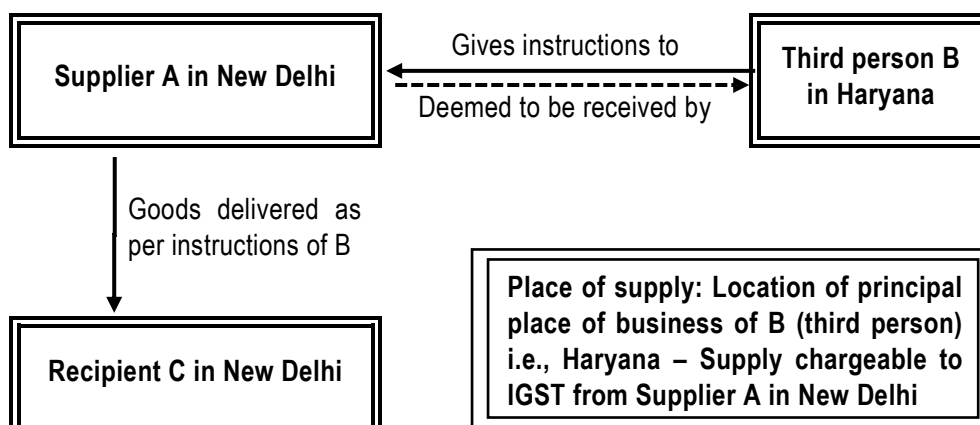 Gives instructions to
Supplier A in New Delhi
Third person B
in Haryana
Deemed to be received by
Goods delivered as
per instructions of B
Recipient C in New Delhi
Place of supply: Location of principal
place of business of B (third person)
i.e., Haryana – Supply chargeable to
IGST from Supplier A in New Delhi